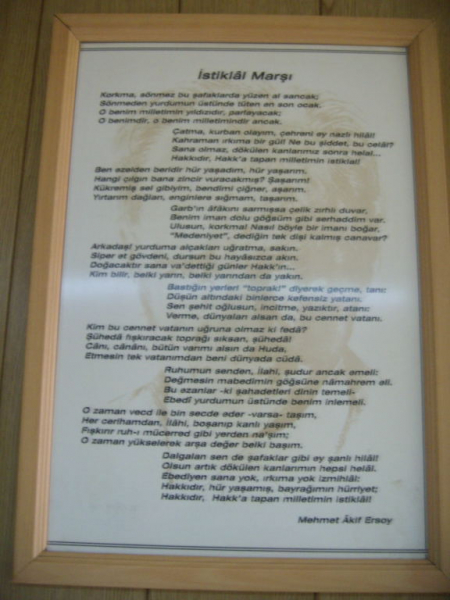 İstiklâl Marşı
Korkma, sönmez bu şafaklarda yüzen al sancak;
Sönmeden yurdumun üstünde tüten en son ocak.
O benim milletimin yıldızıdır, parlayacak;
O benimdir, o benim milletimindir ancak.
Çatma, kurban olayım, çehreni ey nazlı hilâl!
Kahraman ırkıma bir gül! Ne bu şiddet, bu celâl?
Sana olmaz, dökülen kanlarımız sonra helal...
Hakkıdır, Hakk'a tapan milletimin istiklal!
Ben ezelden beridir hür yaşadım, hür yaşarım.
Hangi çılgın bana zincir vuracakmış? Şaşarım!
Kükremiş sel gibiyim, bendimi çiğner, aşarım.
Yırtarım dağları, enginlere sığmam, taşarım.
Garb'ın âfâkını sarmışsa çelik zırhlı duvar,
Benim iman dolu göğsüm gibi serhaddim var.
Ulusun, korkma! Nasıl böyle bir imanı boğar,
"Medeniyet", dediğin tek dişi kalmış canavar?
Arkadaş! yurduma alçakları uğratma, sakın.
Siper et gövdeni, dursun bu hayâsızca akın.
Doğacaktır sana va'dettiği günler Hakk'ın...
Kim bilir, belki yarın, belki yarından da yakın.
Bastığın yerleri "toprak!" diyerek geçme, tanı:
Düşün altındaki binlerce kefensiz yatanı.
Sen şehit oğlusun, incitme, yazıktır, atanı:
Verme, dünyaları alsan da, bu cennet vatanı.
Kim bu cennet vatanın uğruna olmaz ki fedâ?
Şühedâ fışkıracak toprağı sıksan, şühedâ!
Cânı, cânânı, bütün varımı alsın da Huda,
Etmesin tek vatanımdan beni dünyada cüdâ.
Ruhumun senden, ilahi, şudur ancak emeli:
Değmesin mabedimin göğsüne nâmahrem eli.
Bu ezanlar -ki şahadetleri dinin temeli-
Ebedî yurdumun üstünde benim inlemeli.
O zaman vecd ile bin secde eder -varsa- taşım,
Her cerihamdan, ilâhi, boşanıp kanlı yaşım,
Fışkırır ruh-ı mücerred gibi yerden na'şım;
O zaman yükselerek arşa değer belki başım.
Dalgalan sen de şafaklar gibi ey şanlı hilâl!
Olsun artık dökülen kanlarımın hepsi helâl.
Ebediyen sana yok, ırkıma yok izmihlâl:
Hakkıdır, hür yaşamış, bayrağımın hürriyet;
Hakkıdır, Hakk'a tapan milletimin istiklâl!
Mehmet Âkif Ersoy